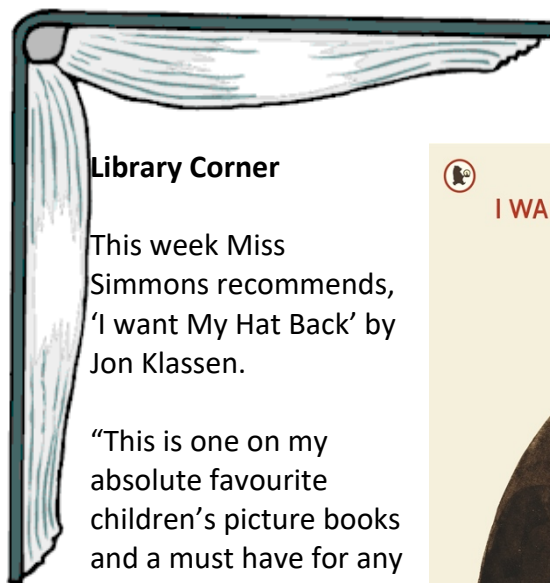 Library Corner
This week Miss
Simmons recommends,
‘I want My Hat Back’ by
Jon Klassen.
“This is one on my
absolute favourite
children’s picture books
and a must have for any
I WA